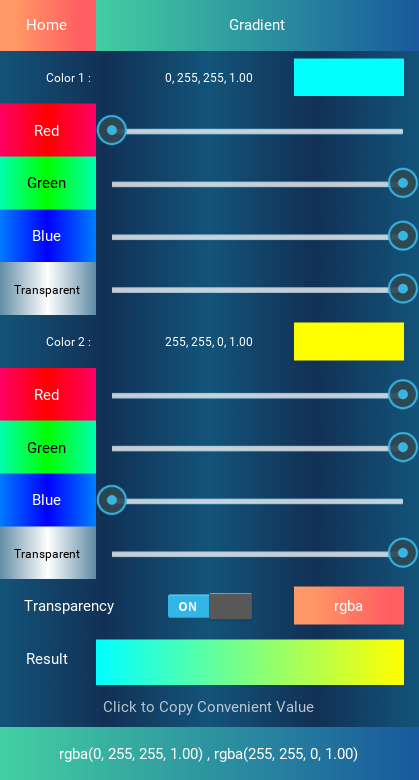 Home Gradient
Color 1 : 0, 255, 255, 1.00
Red
Green
Blue
Transparent
Color 2 : 255, 255, 0, 1.00
Red
Green
Blue
Transparent
Transparency ON rgba
Result
Click to Copy Convenient Value
rgba(0, 255, 255, 1.00) , rgba(255, 255, 0, 1.00)